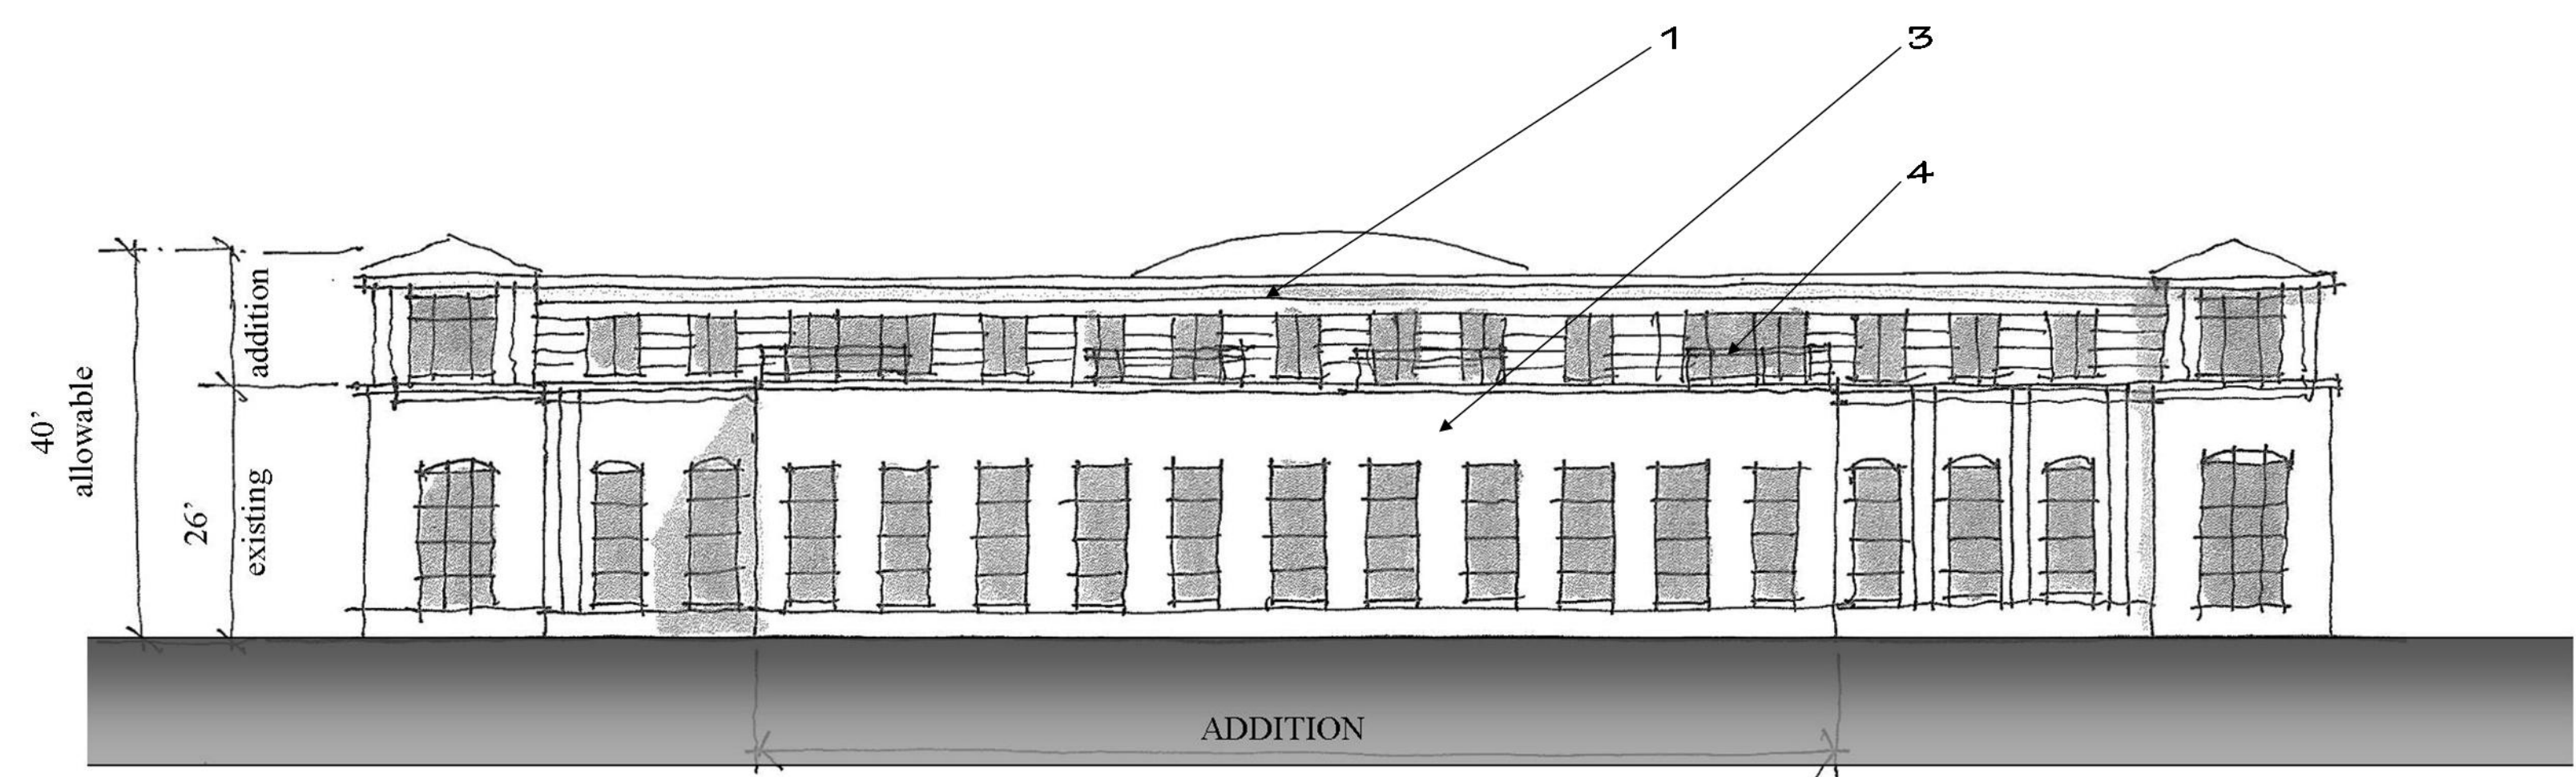 1
3
4
40’
allowable
addition
26’
existing
ADDITION